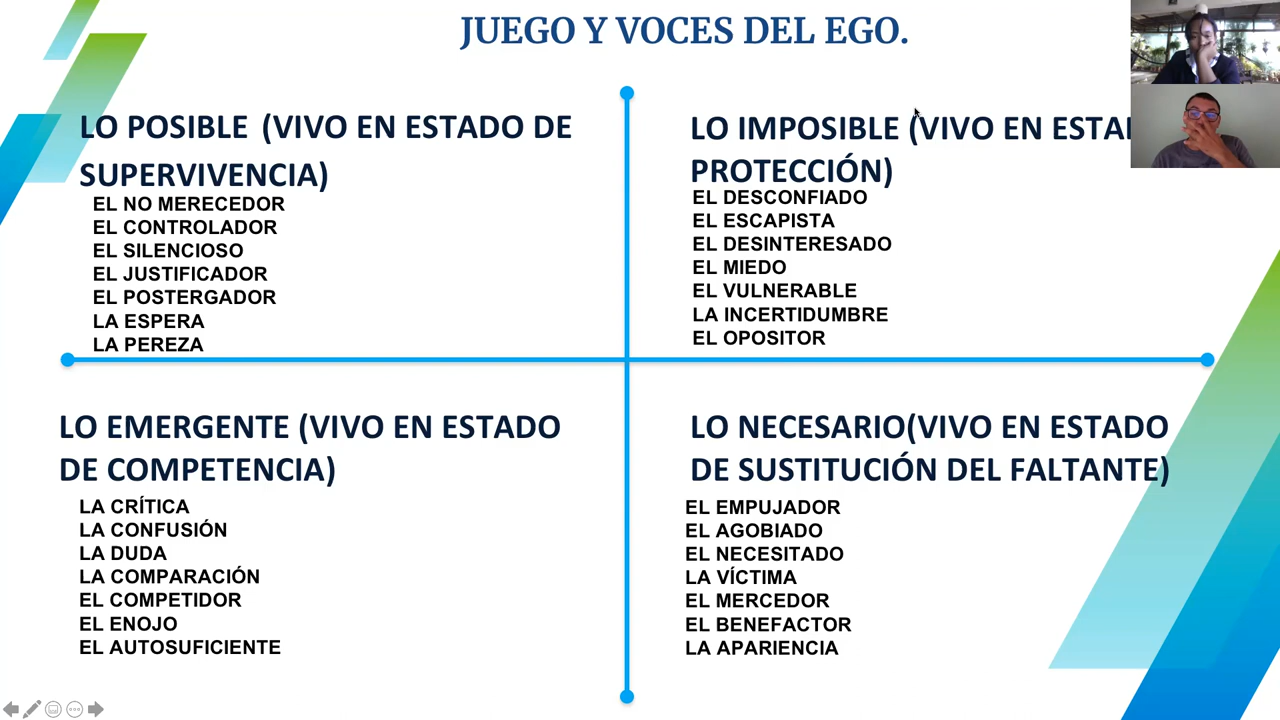 JUEGO Y VOCES DEL EGO.
LO POSIBLE (VIVO EN ESTADO DE
SUPERVIVENCIA)
EL NO MERECEDOR
EL CONTROLADOR
EL SILENCIOSO
EL JUSTIFICADOR
EL POSTERGADOR
LA ESPERA
LA PEREZA
LO IMPOSIBLE (VIVO EN
PROTECCIÓN)
EL DESCONFIADO
EL ESCAPISTA
EL DESINTERESADO
EL MIEDO
EL VULNERABLE
LA INCERTIDUMBRE
EL OPOSITOR
LO EMERGENTE (VIVO EN ESTADO
DE COMPETENCIA)
LA CRÍTICA
LA CONFUSIÓN
LA DUDA
LA COMPARACIÓN
EL COMPETIDOR
EL ENOJO
EL AUTOSUFICIENTE
LO NECESARIO(VIVO EN ESTADO
DE SUSTITUCIÓN DEL FALTANTE)
EL EMPUJADOR
EL AGOBIADO
EL NECESITADO
LA VÍCTIMA
EL MERCEDOR
EL BENEFACTOR
LA APARIENCIA